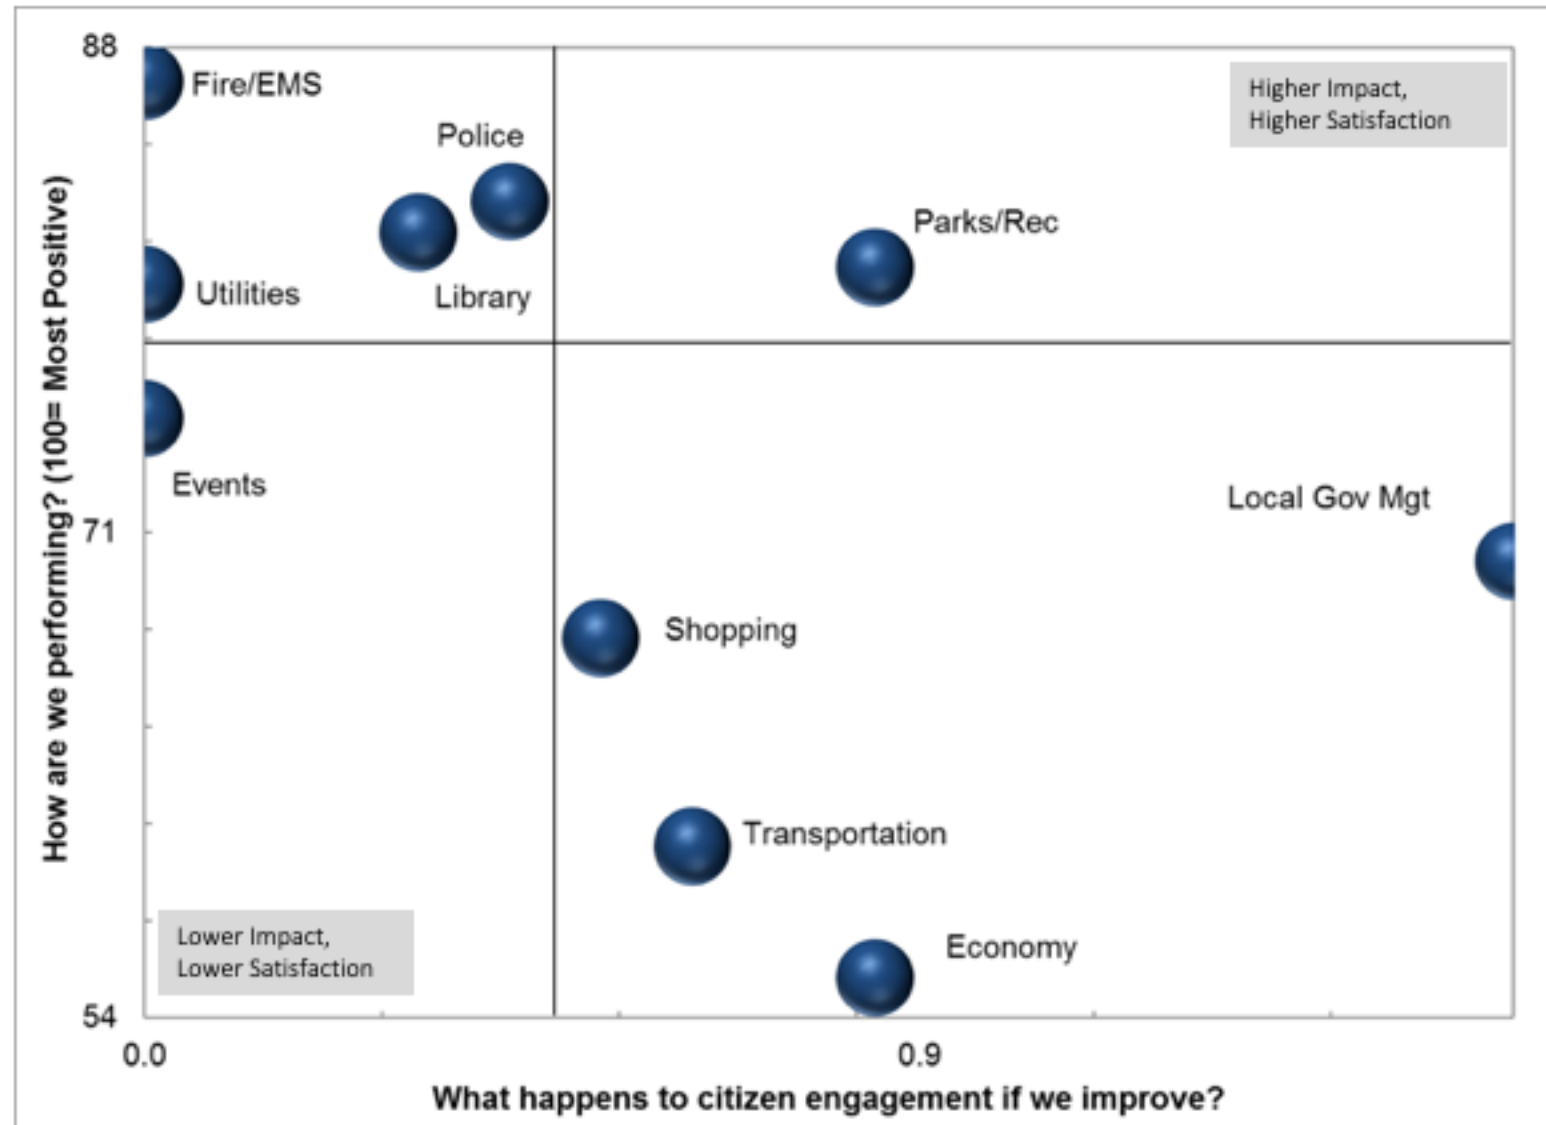 88
Fire/EMS
Higher Impact,
Higher Satisfaction
Police
Parks/Rec
Utilities
Library
How are we performing? (100= Most Positive)
Events
Local Gov Mgt
71
Shopping
Transportation
Lower Impact,
Lower Satisfaction
Economy
54
0.0
0.9
What happens to citizen engagement if we improve?